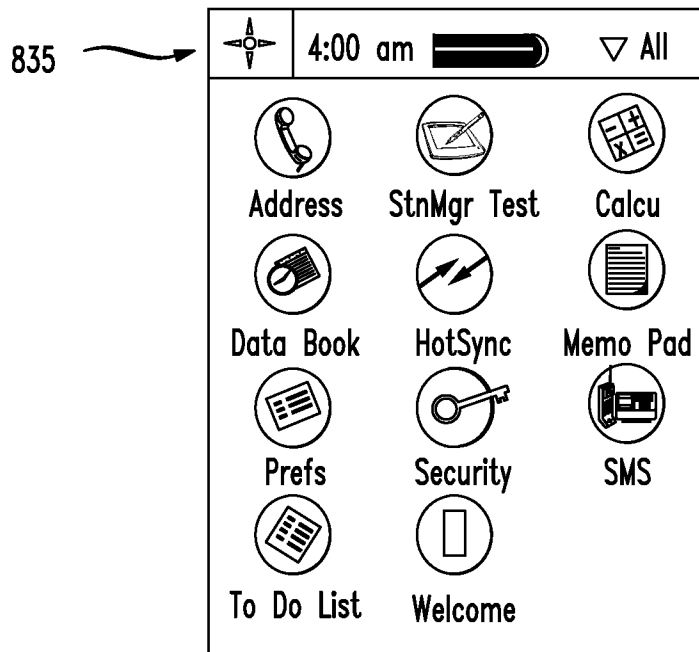 835
4:00 am ▽ All
Address StnMgr Test Calcu
Data Book HotSync Memo Pad
Prefs Security SMS
To Do List Welcome